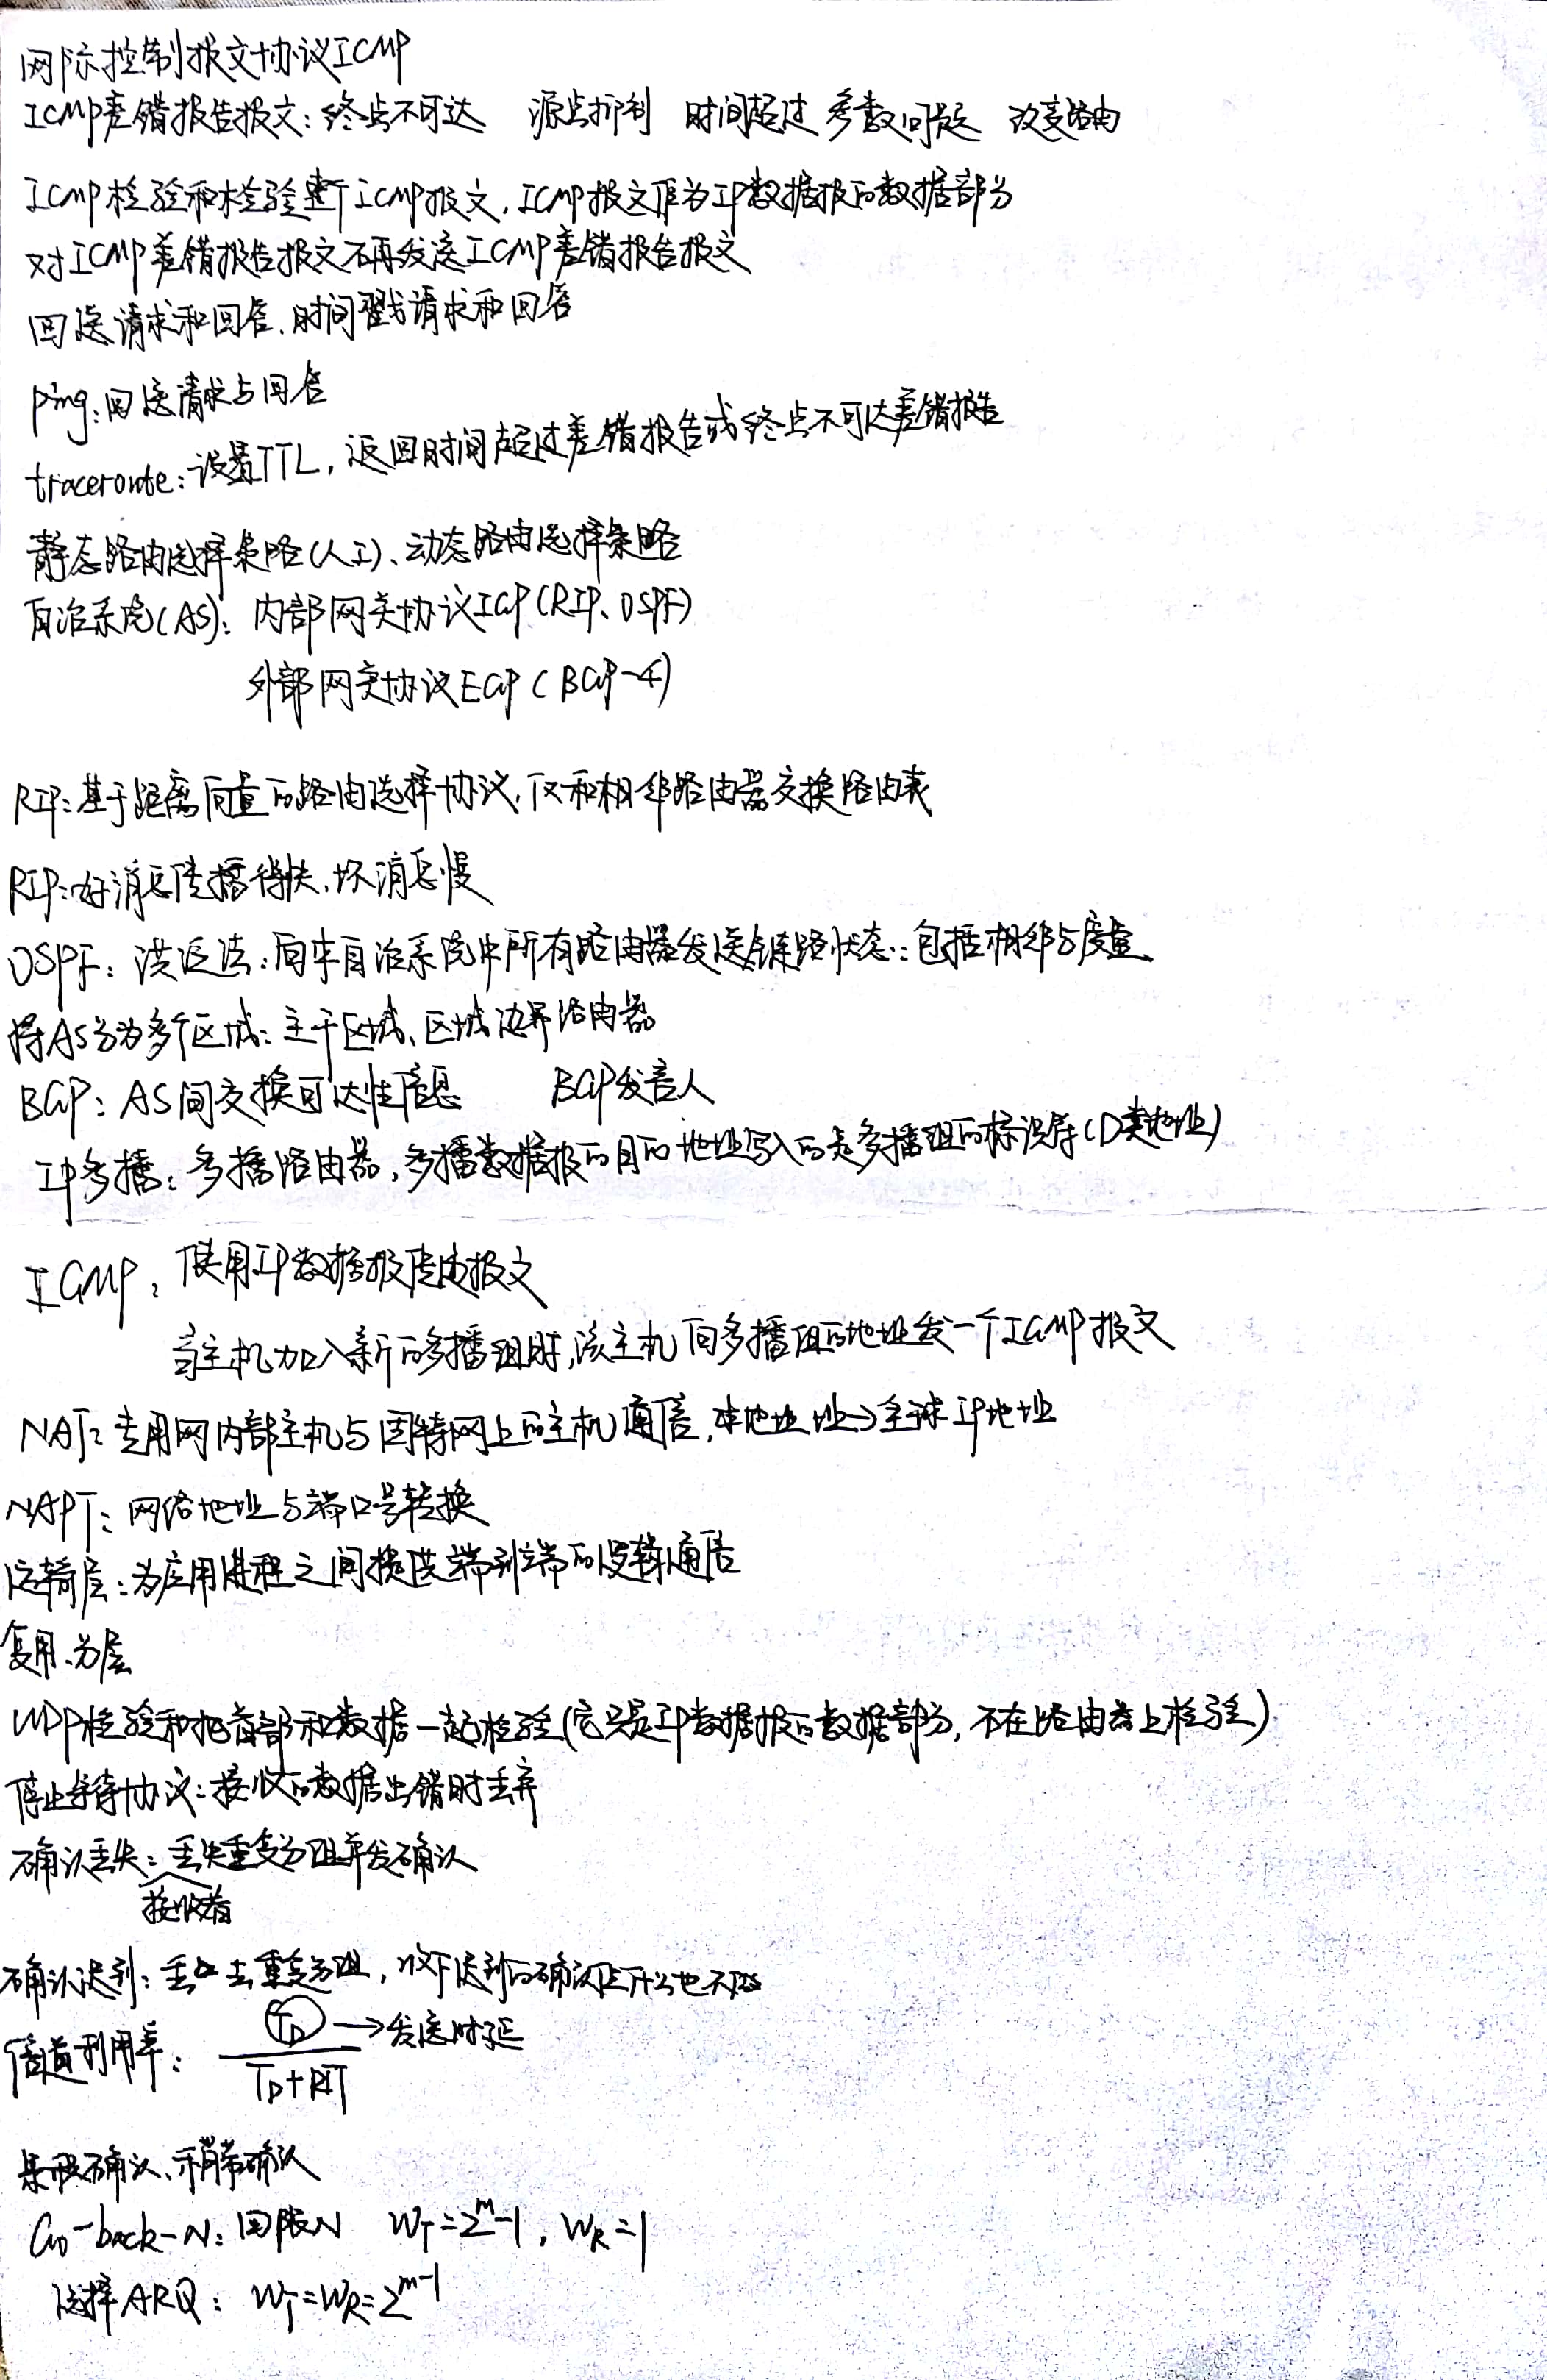 网际控制报文协议ICMP
ICMP差错报告报文:终点不可达 源点抑制 时间超过 参数问题 改变路由
ICMP检验和检验整个ICMP报文,ICMP报文作为IP数据报的数据部分
对ICMP差错报告报文不再发送ICMP差错报告报文
回送请求和回答、时间戳请求和回答
ping:回送请求与回答
traceroute:设置TTL,返回时间超过差错报告或终点不可达差错报告
静态路由选择策略(人工)、动态路由选择策略
自治系统(AS):内部网关协议IGP(RIP、OSPF)
外部网关协议EGP(BGP-4)
RIP:基于距离向量的路由选择协议,仅和相邻路由器交换路由表
RIP:好消息传播得快,坏消息慢
OSPF:洪泛法:向本自治系统中所有路由器发送链路状态:包括相邻与度量
将AS分为多个区域:主干区域、区域边界路由器
BGP:AS间交换可达性信息 BGP发言人
IP多播:多播路由器,多播数据报的目的地址写入的是多播组的标识符(D类地址)
IGMP:使用IP数据报传递报文
当主机加入新的多播组时,该主机向多播组的地址发一个IGMP报文
NAT:专用网内部主机与因特网上的主机通信,本地址→全球IP地址
NAPT:网络地址与端口号转换
运输层:为应用进程之间提供端到端的逻辑通信
复用、分层
UDP检验和把首部和数据一起检验(它只是IP数据报的数据部分,不在路由器上检验)
停止等待协议:接收的数据出错时丢弃
确认丢失:丢失重复分组并发确认
接收者
确认迟到:丢去重复分组,收下迟到的确认但什么也不做
信道利用率: TD/(TD+RTT) →发送时延
累积确认、捎带确认
Go-back-N:回退N WT=2^m-1, WR=1
选择ARQ: WT=WR=2^(m-1)